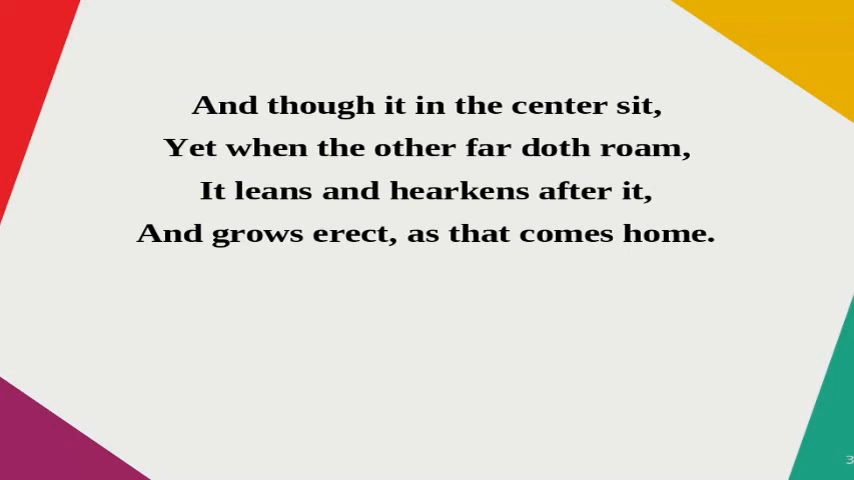 And though it in the center sit,
Yet when the other far doth roam,
It leans and hearkens after it,
And grows erect, as that comes home.
3